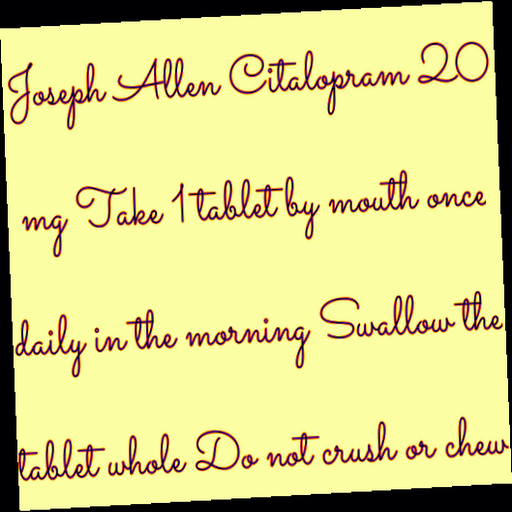 Joseph Allen Citalopram 20
mg Take 1 tablet by mouth once
daily in the morning Swallow the
tablet whole Do not crush or chew